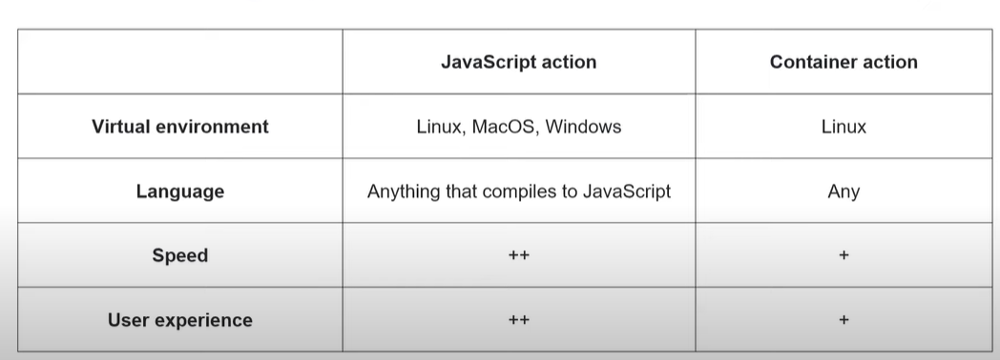 JavaScript action Container action
Virtual environment Linux, MacOS, Windows Linux
Language Anything that compiles to JavaScript Any
Speed ++ +
User experience ++ +